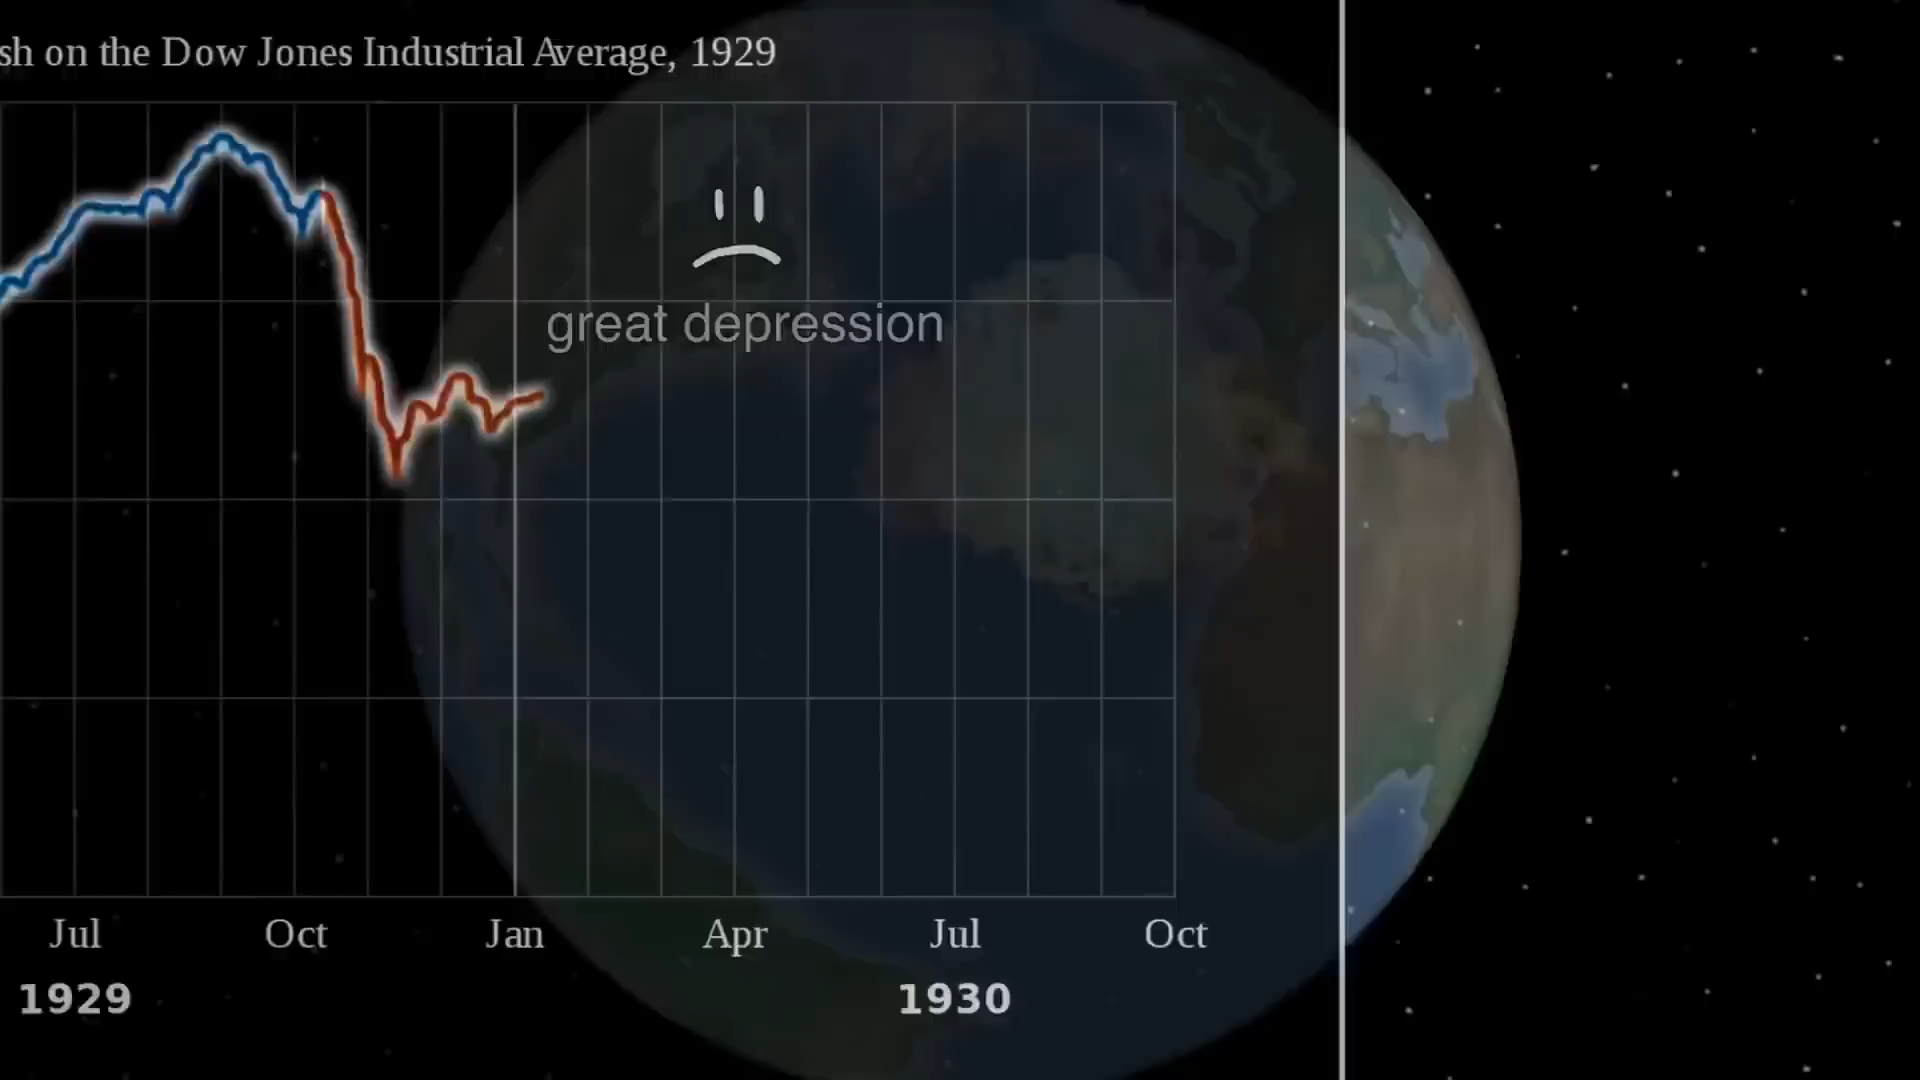 sh on the Dow Jones Industrial Average, 1929
great depression
Jul Oct Jan Apr Jul Oct
1929 1930